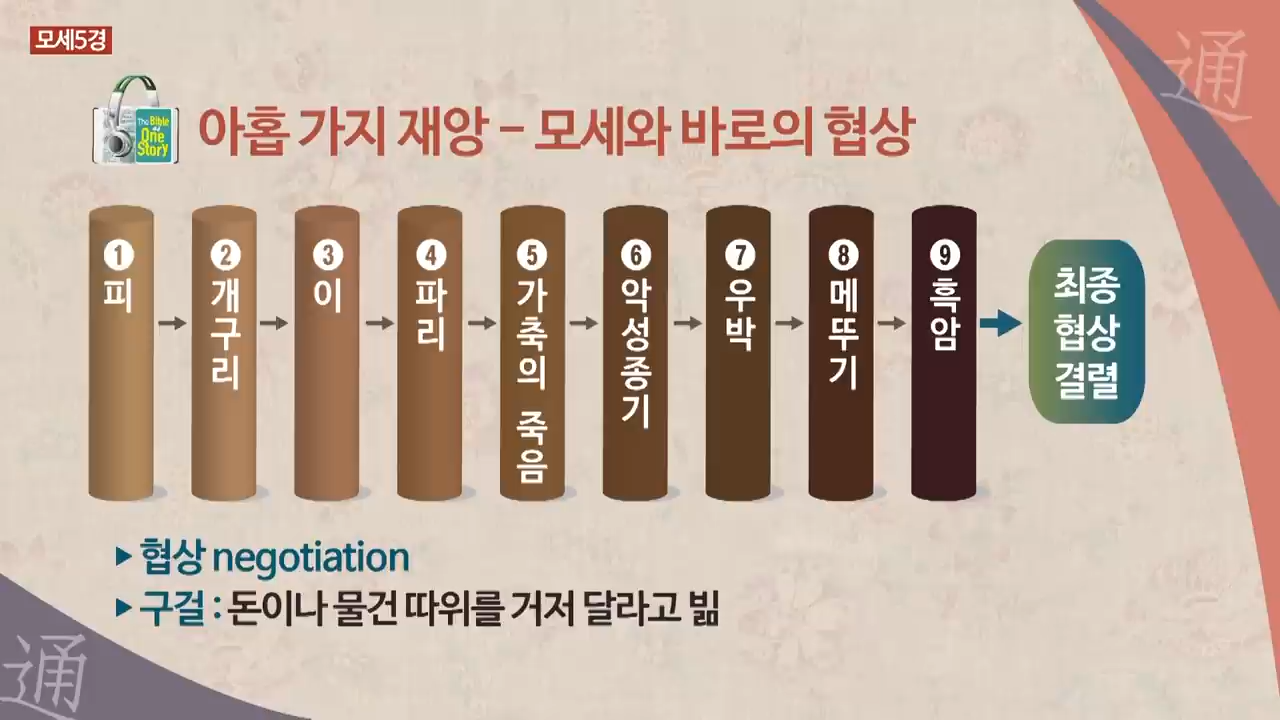 모세5경
通
The Bible
as
One
Story
아홉 가지 재앙 - 모세와 바로의 협상
1 피
2 개구리
3 이
4 파리
5 가축의 죽음
6 악성종기
7 우박
8 메뚜기
9 흑암
최종
협상
결렬
▶ 협상 negotiation
▶ 구걸 : 돈이나 물건 따위를 거저 달라고 빎
通